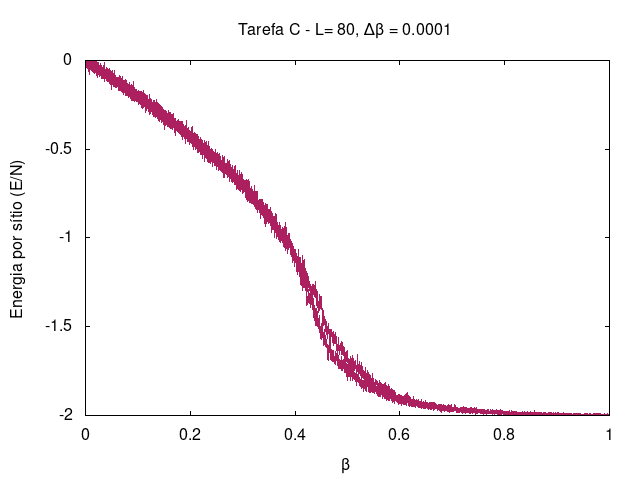 Tarefa C - L= 80, Δβ = 0.0001
0
-0.5
-1
-1.5
-2
Energia por sítio (E/N)
0 0.2 0.4 0.6 0.8 1
β